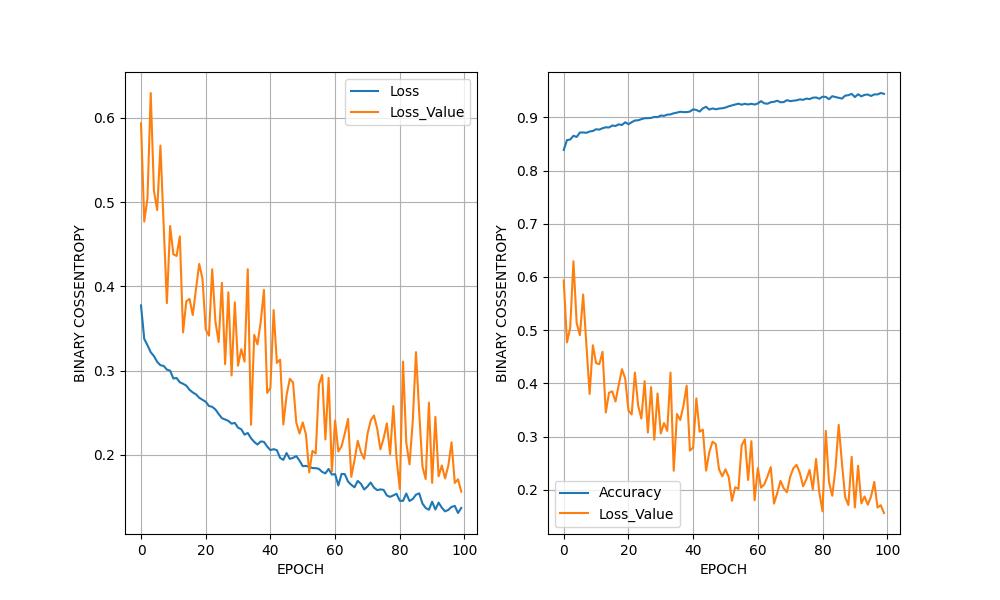 Loss
Loss_Value
0.6
0.5
0.4
0.3
0.2
0 20 40 60 80 100
EPOCH
BINARY COSSENTROPY
0.9
0.8
0.7
0.6
0.5
0.4
0.3
0.2
Accuracy
Loss_Value
0 20 40 60 80 100
EPOCH
BINARY COSSENTROPY